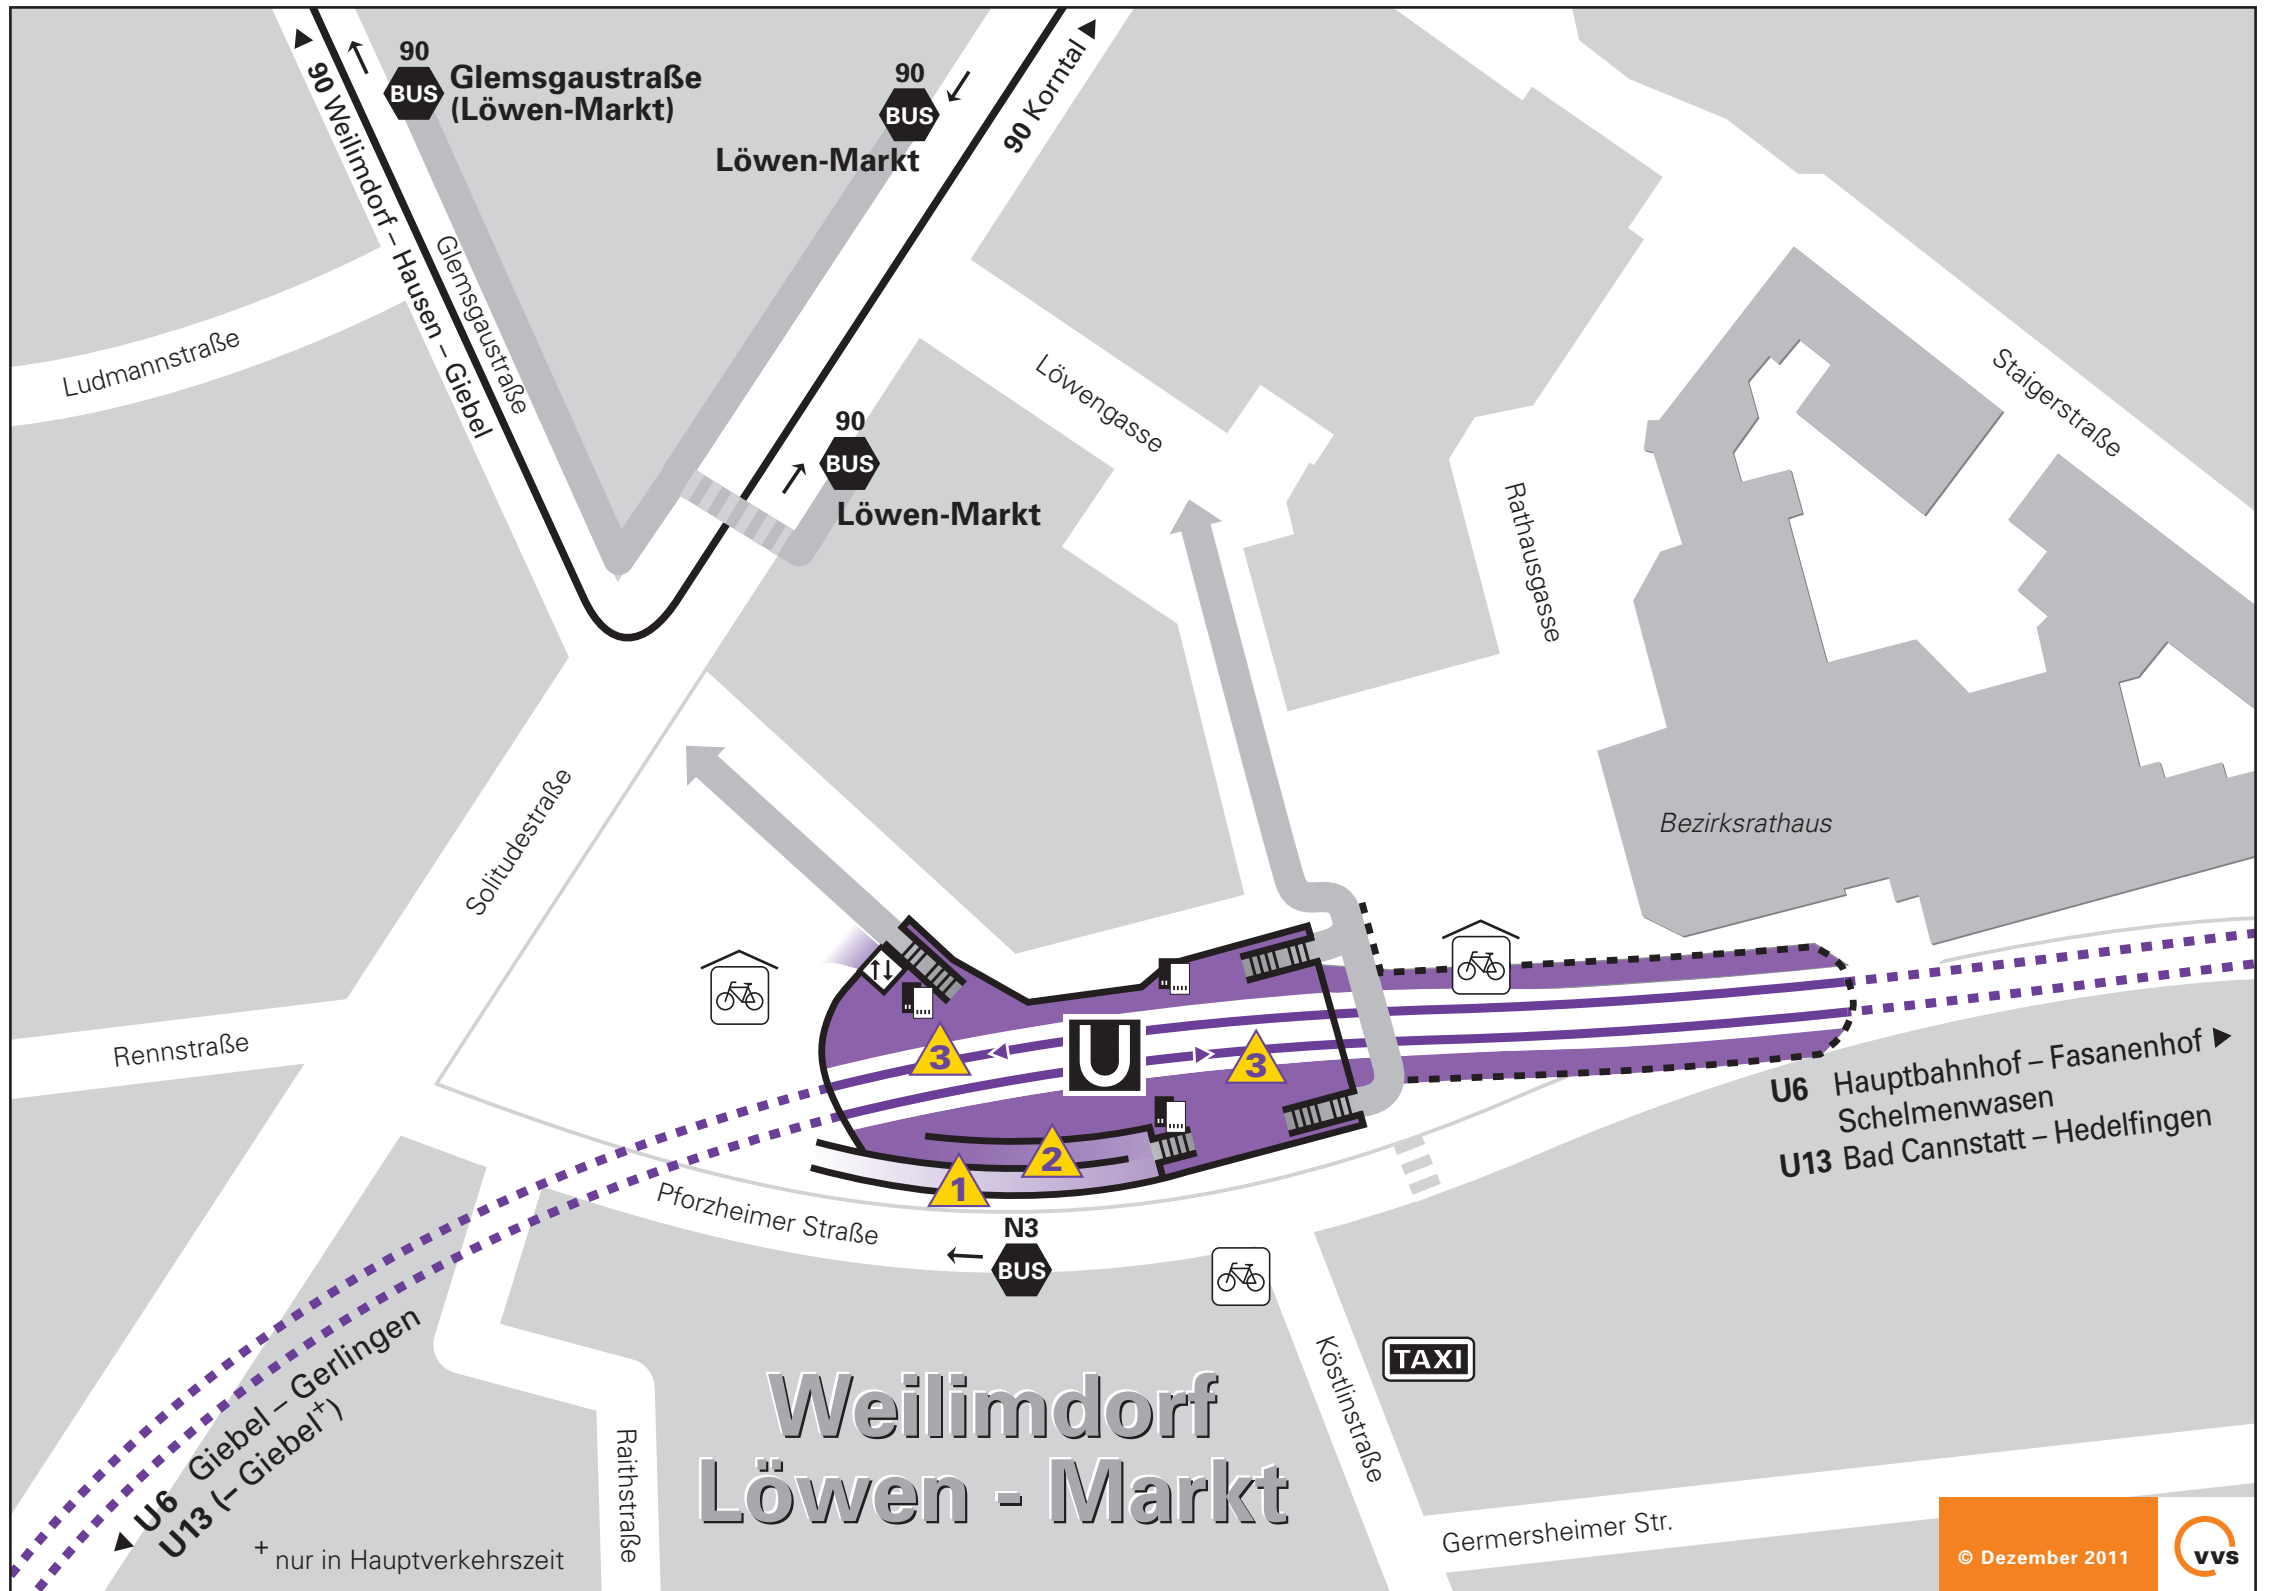 90
BUS
Glemsgaustraße
(Löwen-Markt)
90
BUS
Löwen-Markt
90 Korntal
90 Weilimdorf – Hausen – Giebel
Glemsgaustraße
Ludmannstraße
90
BUS
Löwen-Markt
Löwengasse
Rathausgasse
Staigerstraße
Bezirksrathaus
Solitudestraße
Rennstraße
3
U
3
2
1
Pforzheimer Straße
N3
BUS
U6 Hauptbahnhof – Fasanenhof
Schelmenwasen
U13 Bad Cannstatt – Hedelfingen
U6 Giebel – Gerlingen
U13 (– Giebel+)
+ nur in Hauptverkehrszeit
Raithstraße
Köstlinstraße
TAXI
Weilimdorf
Löwen - Markt
Germersheimer Str.
© Dezember 2011
vvs